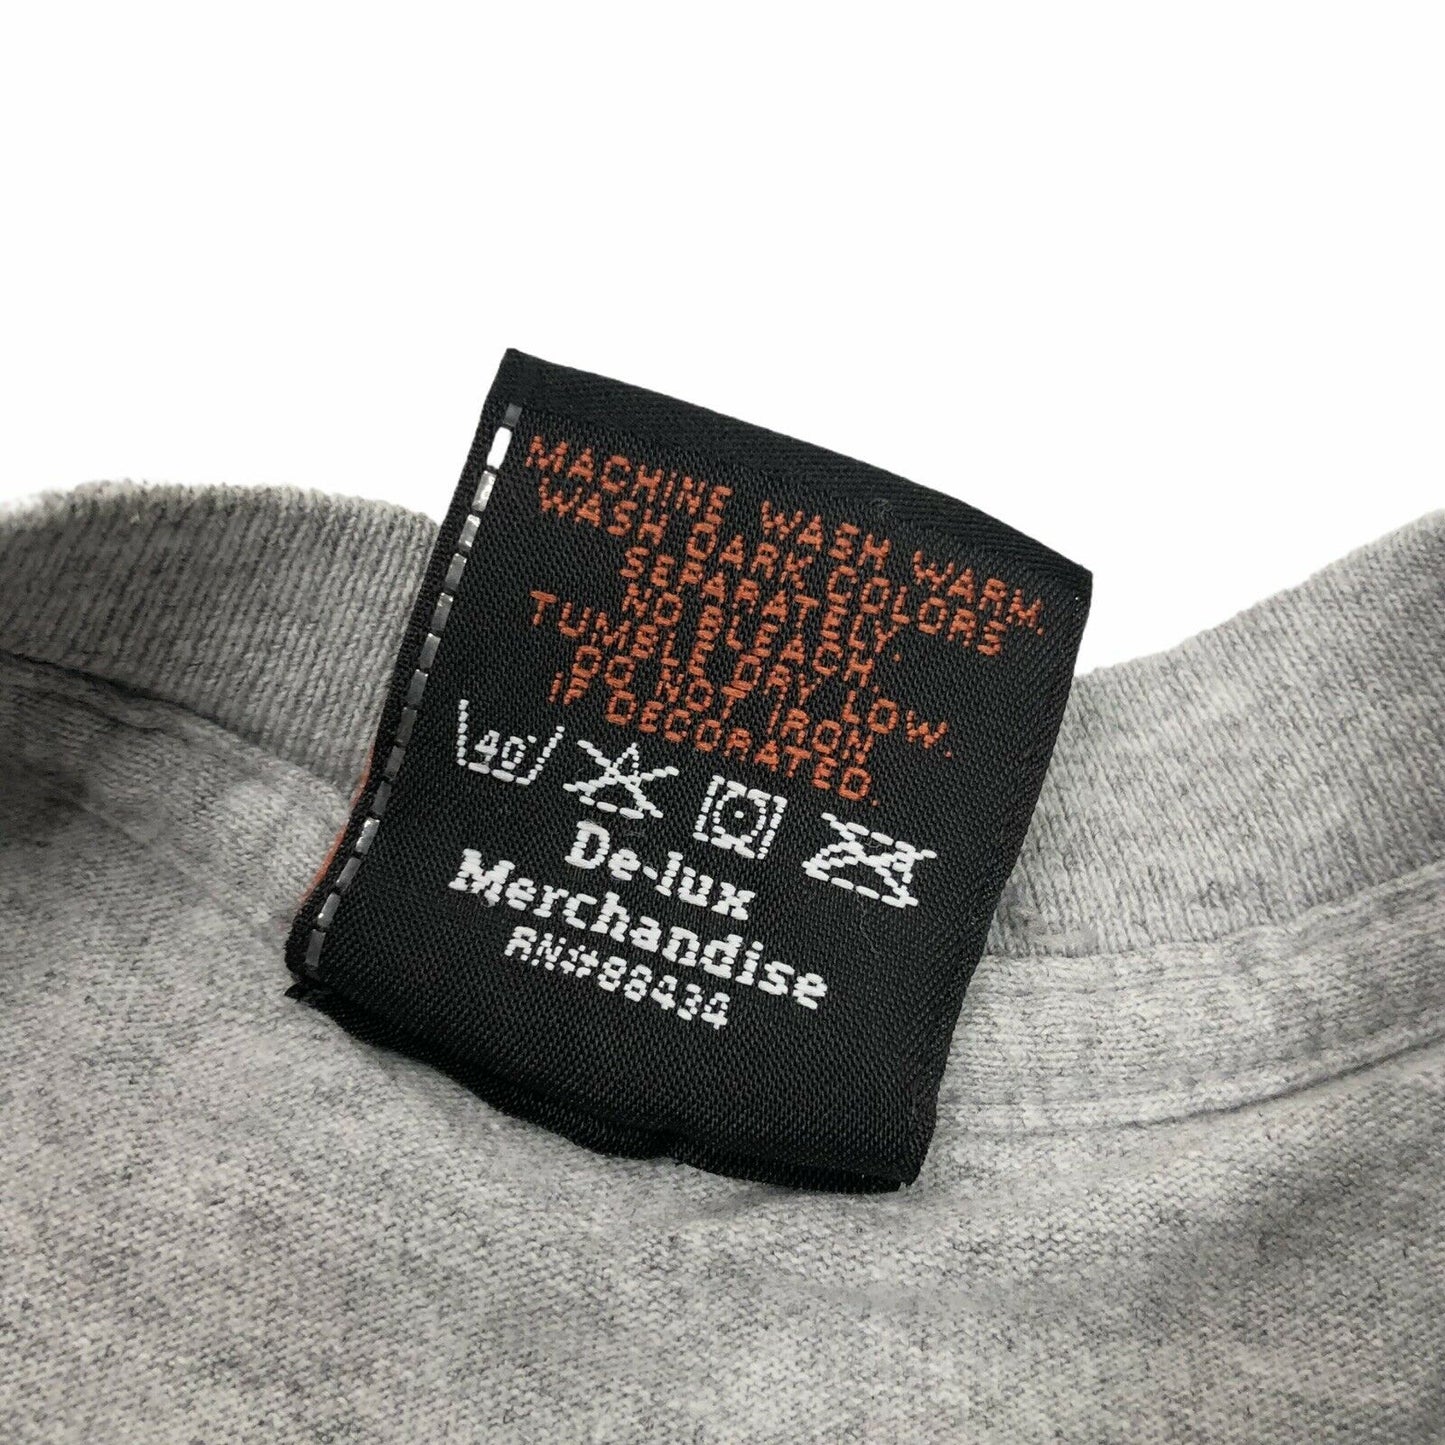 MACHINE WASH WARM.
WASH DARK COLORS
SEPARATELY.
NO BLEACH.
TUMBLE DRY LOW.
DO NOT IRON
IF DECORATED.
40°
De-lux
Merchandise
RN#88434